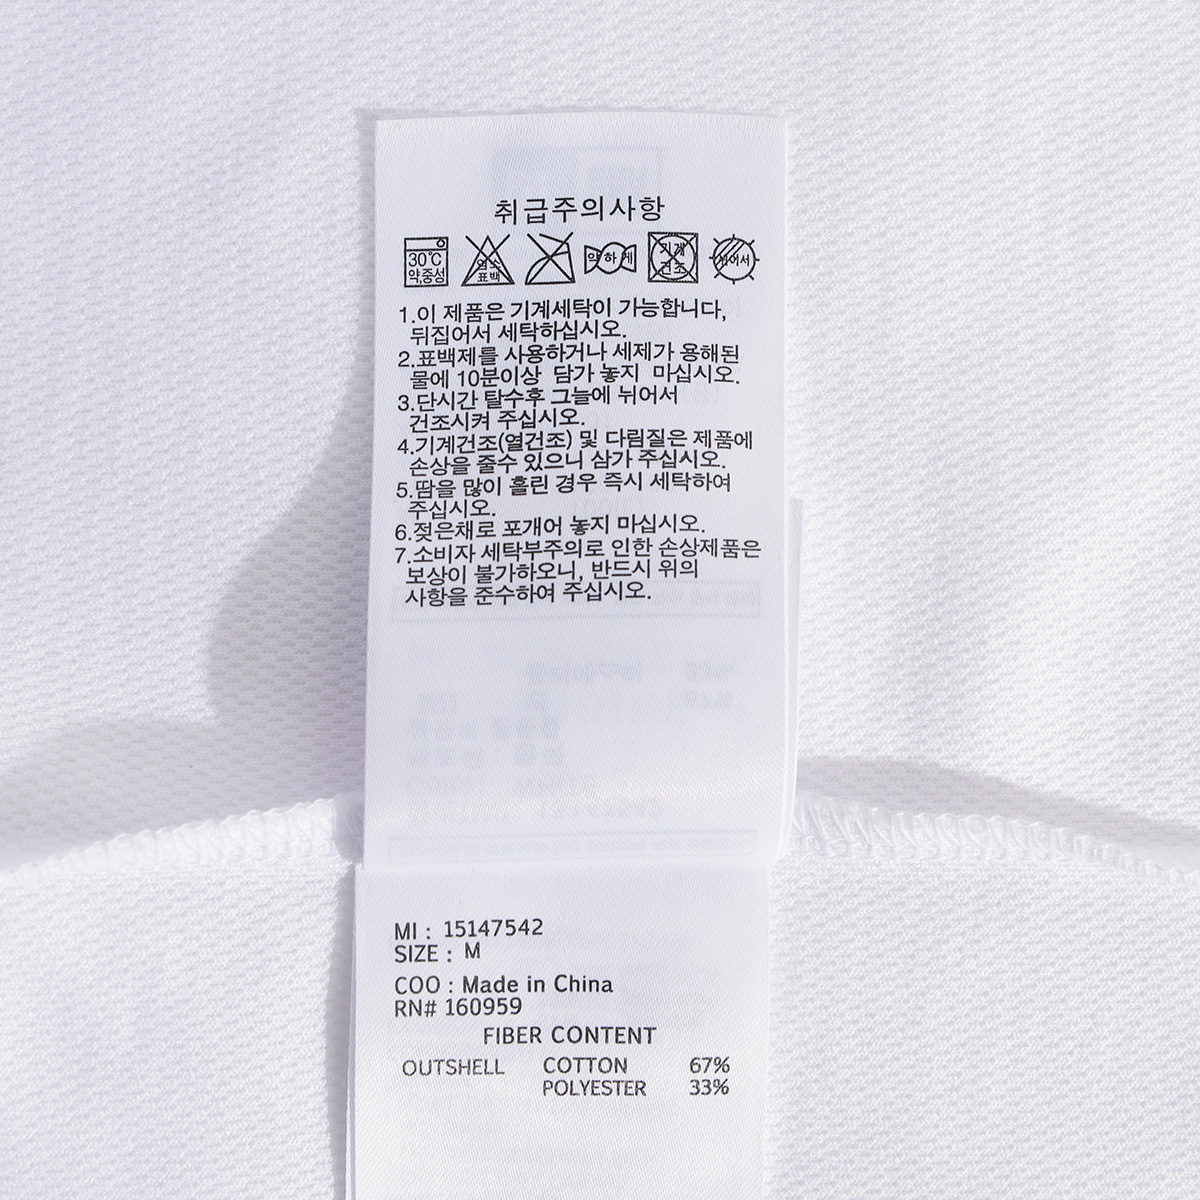 취급주의사항
30℃
약,중성
염소
표백
약하게
기계
건조
뉘어서
1.이 제품은 기계세탁이 가능합니다,
뒤집어서 세탁하십시오.
2.표백제를 사용하거나 세제가 용해된
물에 10분이상 담가 놓지 마십시오.
3.단시간 탈수후 그늘에 뉘어서
건조시켜 주십시오.
4.기계건조(열건조) 및 다림질은 제품에
손상을 줄수 있으니 삼가 주십시오.
5.땀을 많이 흘린 경우 즉시 세탁하여
주십시오.
6.젖은채로 포개어 놓지 마십시오.
7.소비자 세탁부주의로 인한 손상제품은
보상이 불가하오니, 반드시 위의
사항을 준수하여 주십시오.
MI : 15147542
SIZE : M
COO : Made in China
RN# 160959
FIBER CONTENT
OUTSHELL COTTON 67%
POLYESTER 33%